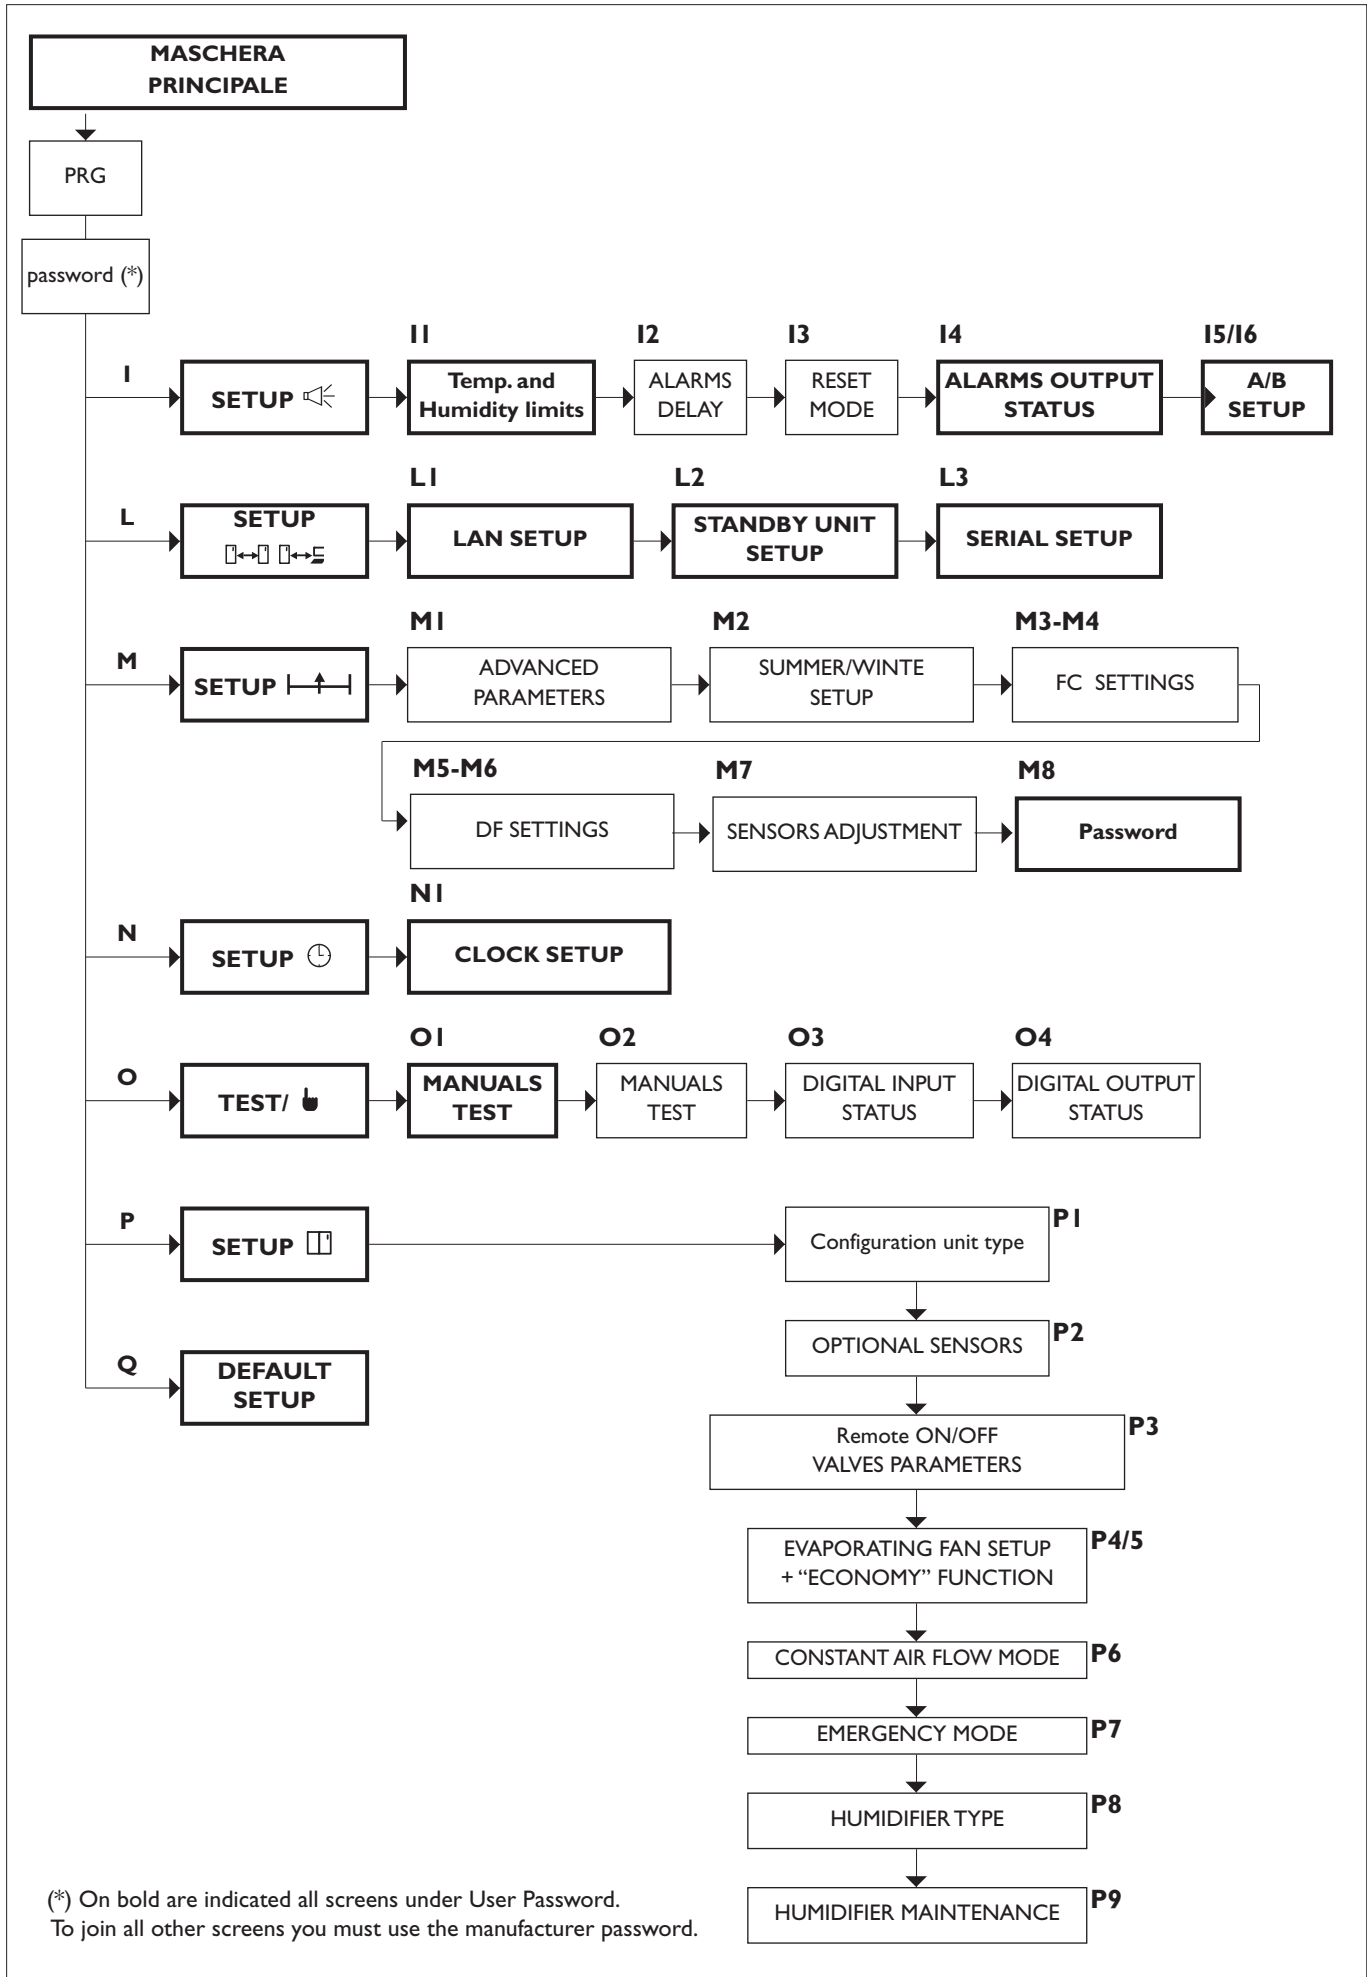 MASCHERA
PRINCIPALE
PRG
password (*)
I
SETUP
I1
Temp. and
Humidity limits
I2
ALARMS
DELAY
I3
RESET
MODE
I4
ALARMS OUTPUT
STATUS
I5/I6
A/B
SETUP
L
SETUP
L1
LAN SETUP
L2
STANDBY UNIT
SETUP
L3
SERIAL SETUP
M
SETUP
M1
ADVANCED
PARAMETERS
M2
SUMMER/WINTE
SETUP
M3-M4
FC SETTINGS
M5-M6
DF SETTINGS
M7
SENSORS ADJUSTMENT
M8
Password
N
SETUP
N1
CLOCK SETUP
O
TEST/
O1
MANUALS
TEST
O2
MANUALS
TEST
O3
DIGITAL INPUT
STATUS
O4
DIGITAL OUTPUT
STATUS
P
SETUP
P1
Configuration unit type
P2
OPTIONAL SENSORS
Q
DEFAULT
SETUP
P3
Remote ON/OFF
VALVES PARAMETERS
P4/5
EVAPORATING FAN SETUP
+ “ECONOMY” FUNCTION
P6
CONSTANT AIR FLOW MODE
P7
EMERGENCY MODE
P8
HUMIDIFIER TYPE
P9
HUMIDIFIER MAINTENANCE
(*) On bold are indicated all screens under User Password.
To join all other screens you must use the manufacturer password.